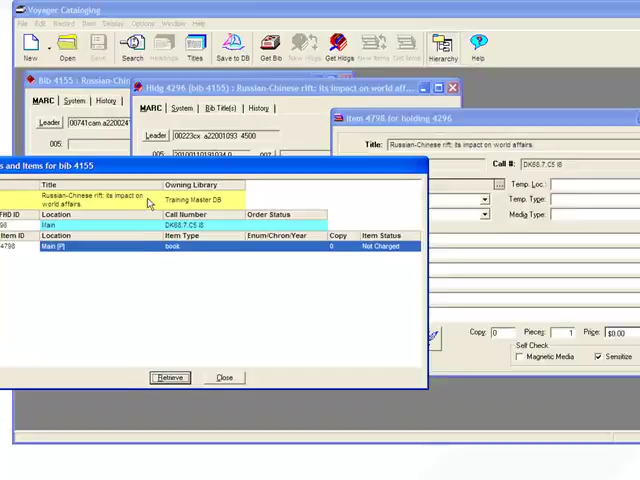 Voyager Cataloging
File Edit Record Text Display Options Window Help
New Open Search Headings Titles Save to DB Get Bib New Hldgs Get Hldgs New Items Get Items Hierarchy Help
Bib 4155 : Russian-Chin
Hldg 4296 (bib 4155) : Russian-Chinese rift: its impact on world aff...
MARC System History
MARC System Bib Title(s) History
Item 4798 for holding 4296
Leader 00741cam a220024
Leader 00223cx a22001093 4500
Title: Russian-Chinese rift: its impact on world affairs.
005:
005: 20100110191034.0
Call #: DK68.7.C5 I8
s and Items for bib 4155
Temp. Loc.:
Temp. Type:
Media Type:
Title Owning Library
Russian-Chinese rift: its impact on
world affairs. Training Master DB
FHD ID Location Call Number Order Status
96 Main DK68.7.C5 I8
Item ID Location Item Type Enum/Chron/Year Copy Item Status
4798 Main [P] book 0 Not Charged
Copy: 0 Pieces: 1 Price: $0.00
Self Check
Magnetic Media Sensitize
Retrieve Close